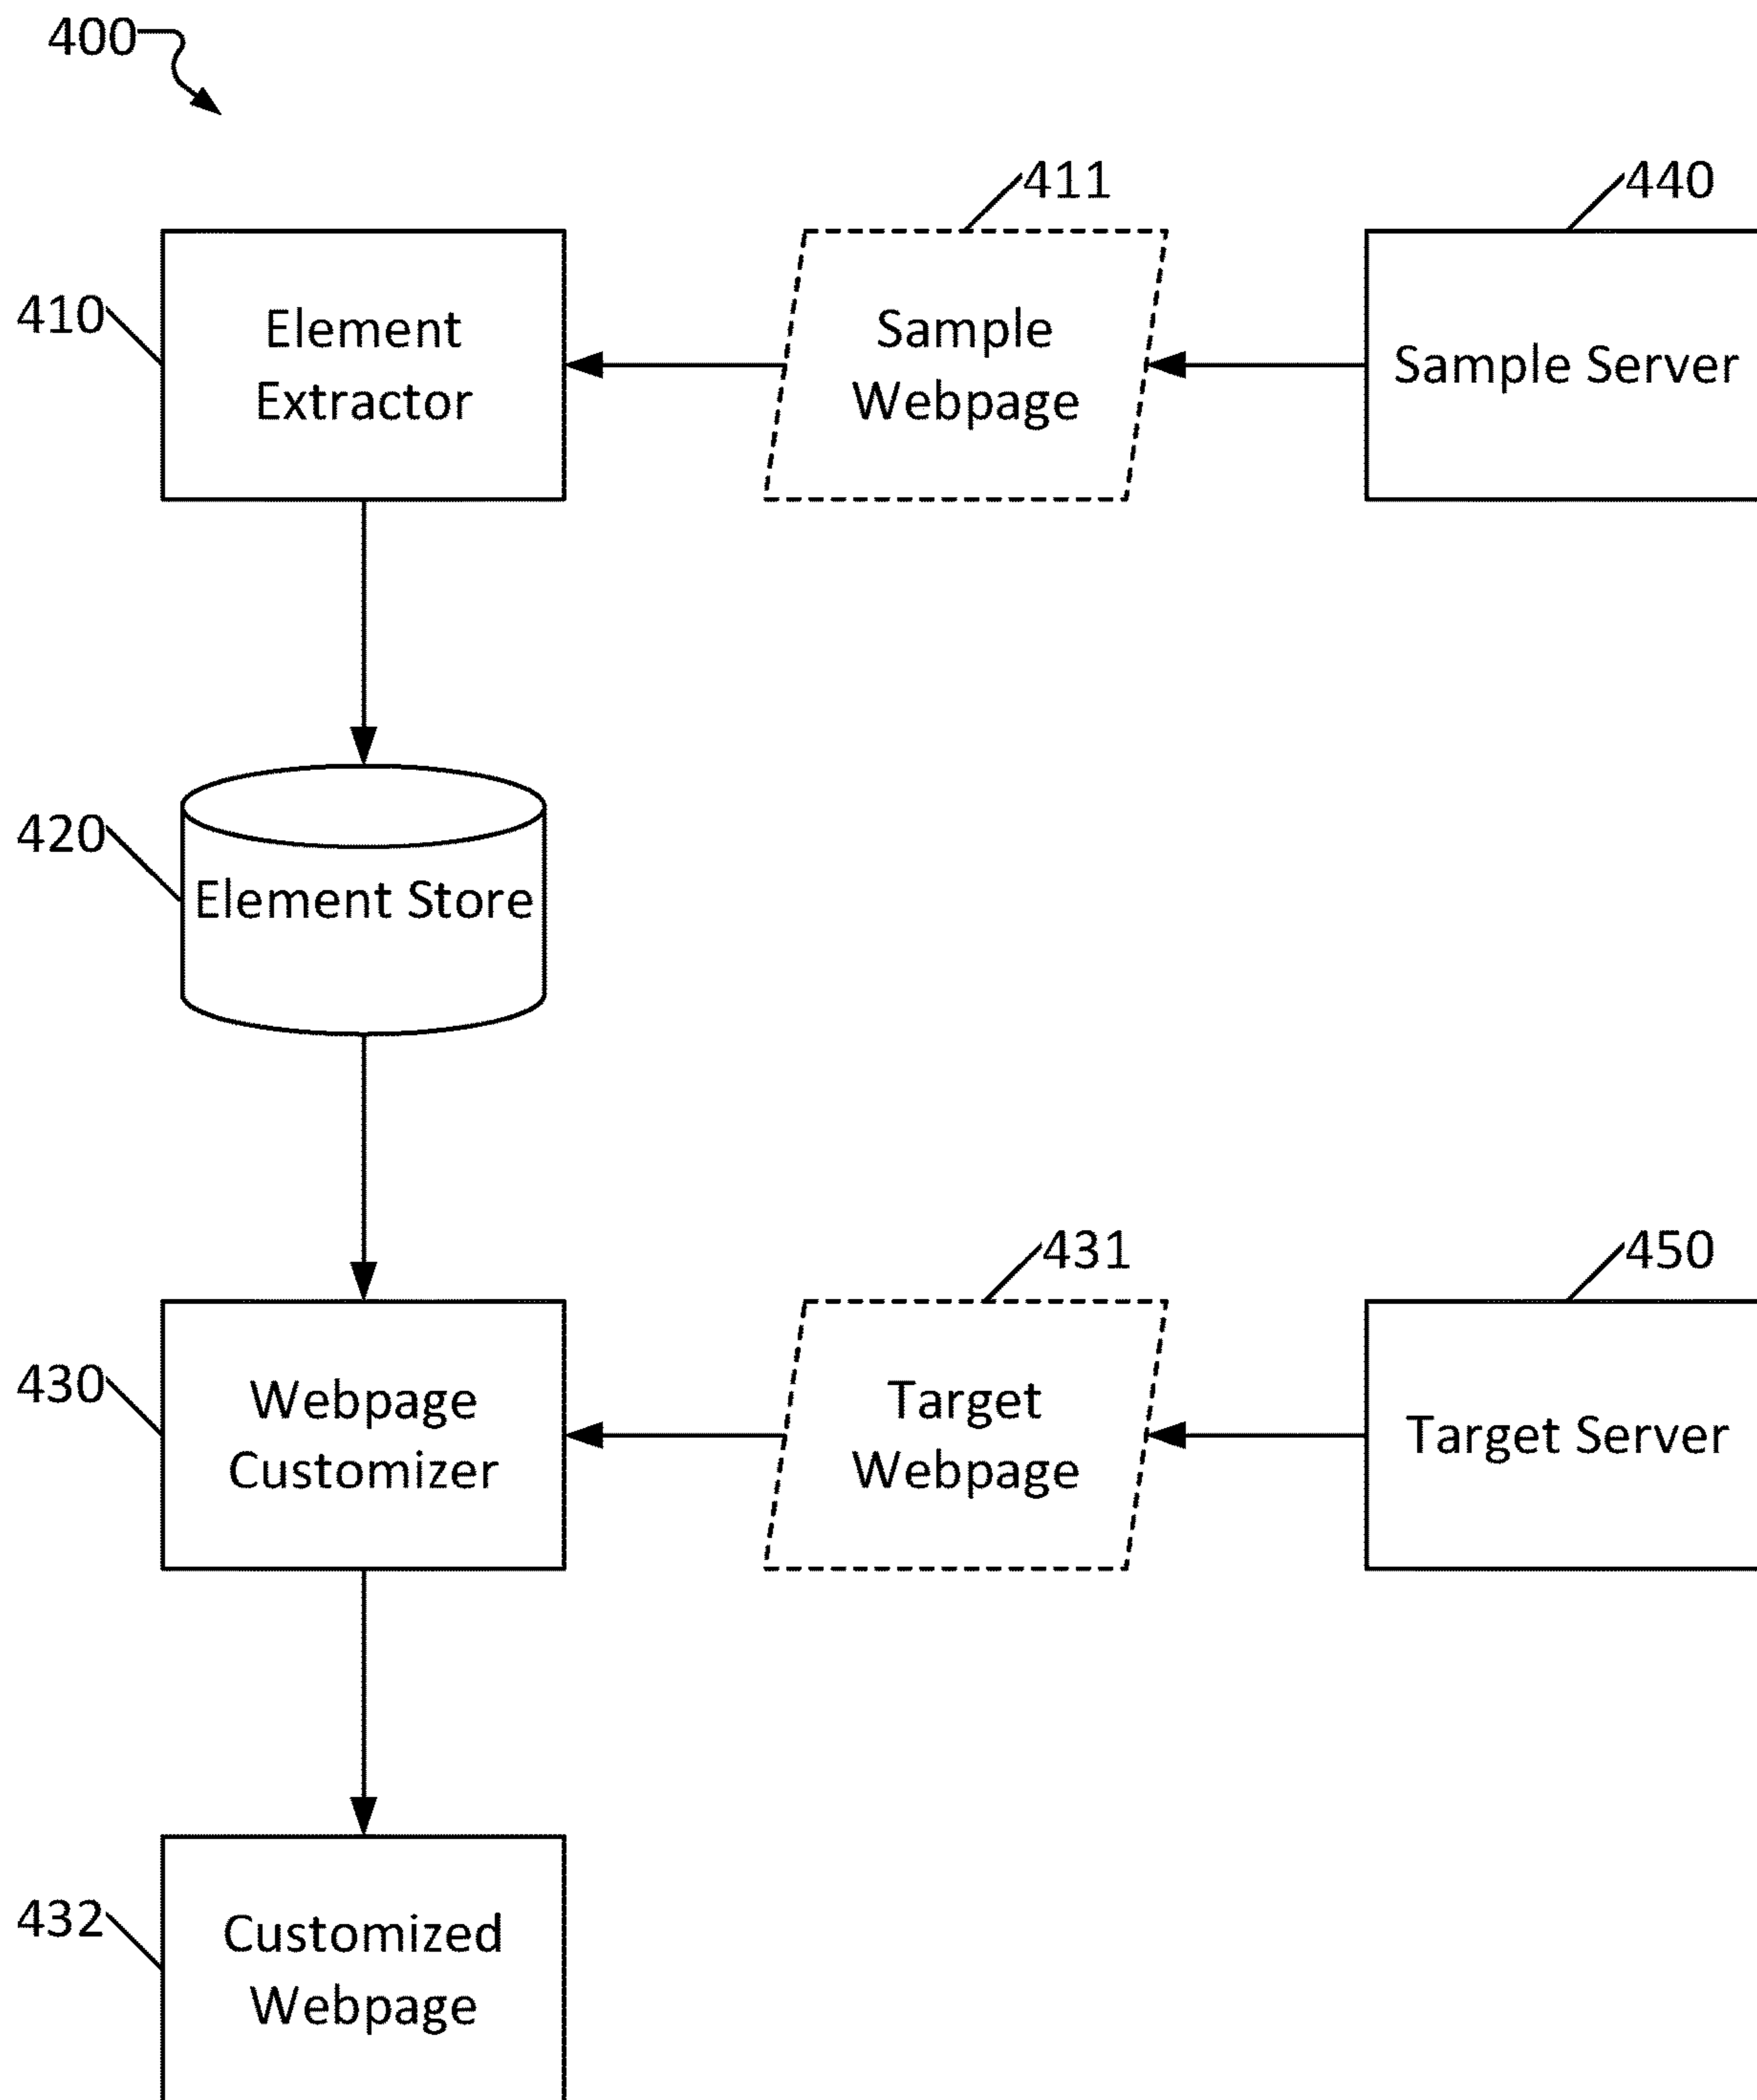 400
411
440
410
Element
Extractor
Sample
Webpage
Sample Server
420
Element Store
431
450
430
Webpage
Customizer
Target
Webpage
Target Server
432
Customized
Webpage